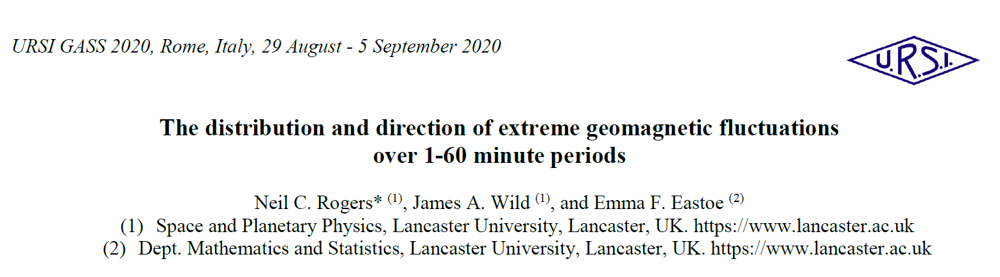 URSI GASS 2020, Rome, Italy, 29 August - 5 September 2020
U.R.S.I.
The distribution and direction of extreme geomagnetic fluctuations
over 1-60 minute periods
Neil C. Rogers* (1), James A. Wild (1), and Emma F. Eastoe (2)
(1) Space and Planetary Physics, Lancaster University, Lancaster, UK. https://www.lancaster.ac.uk
(2) Dept. Mathematics and Statistics, Lancaster University, Lancaster, UK. https://www.lancaster.ac.uk